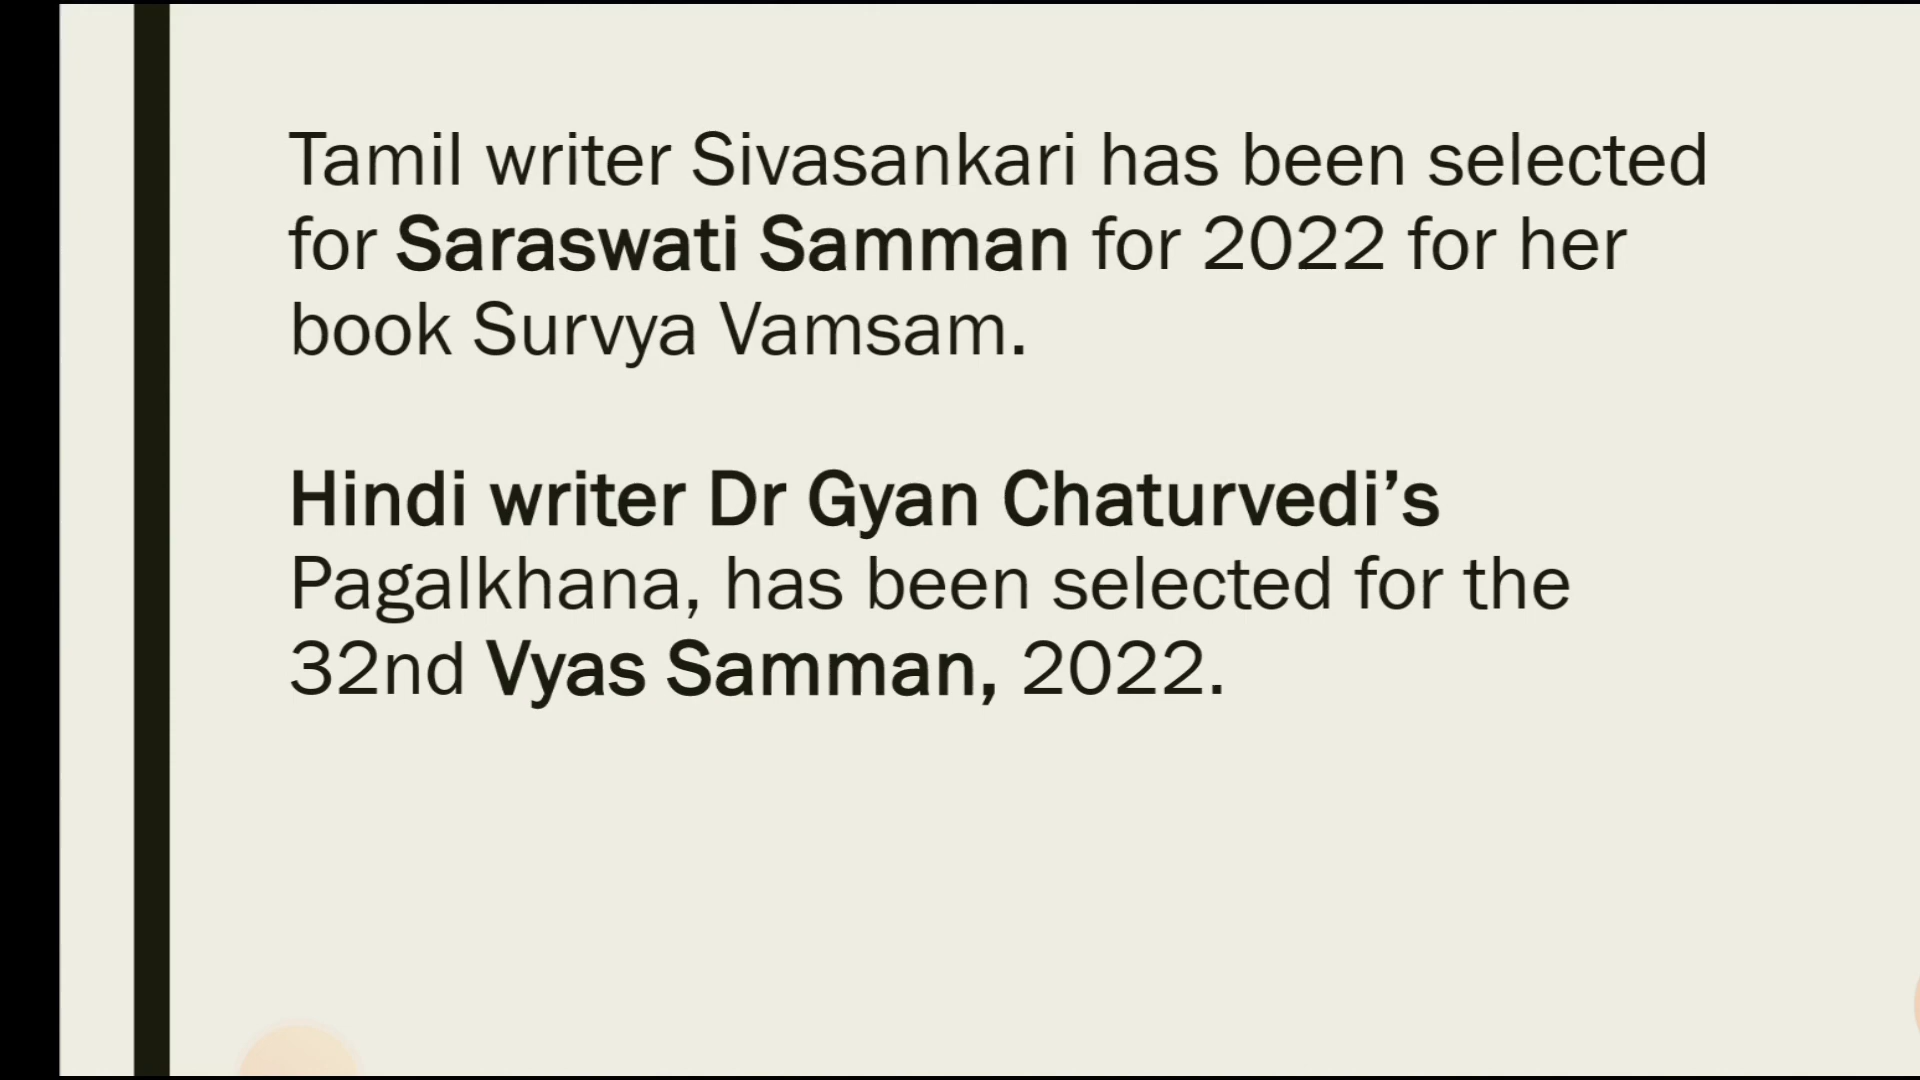 Tamil writer Sivasankari has been selected
for Saraswati Samman for 2022 for her
book Survya Vamsam.
Hindi writer Dr Gyan Chaturvedi’s
Pagalkhana, has been selected for the
32nd Vyas Samman, 2022.